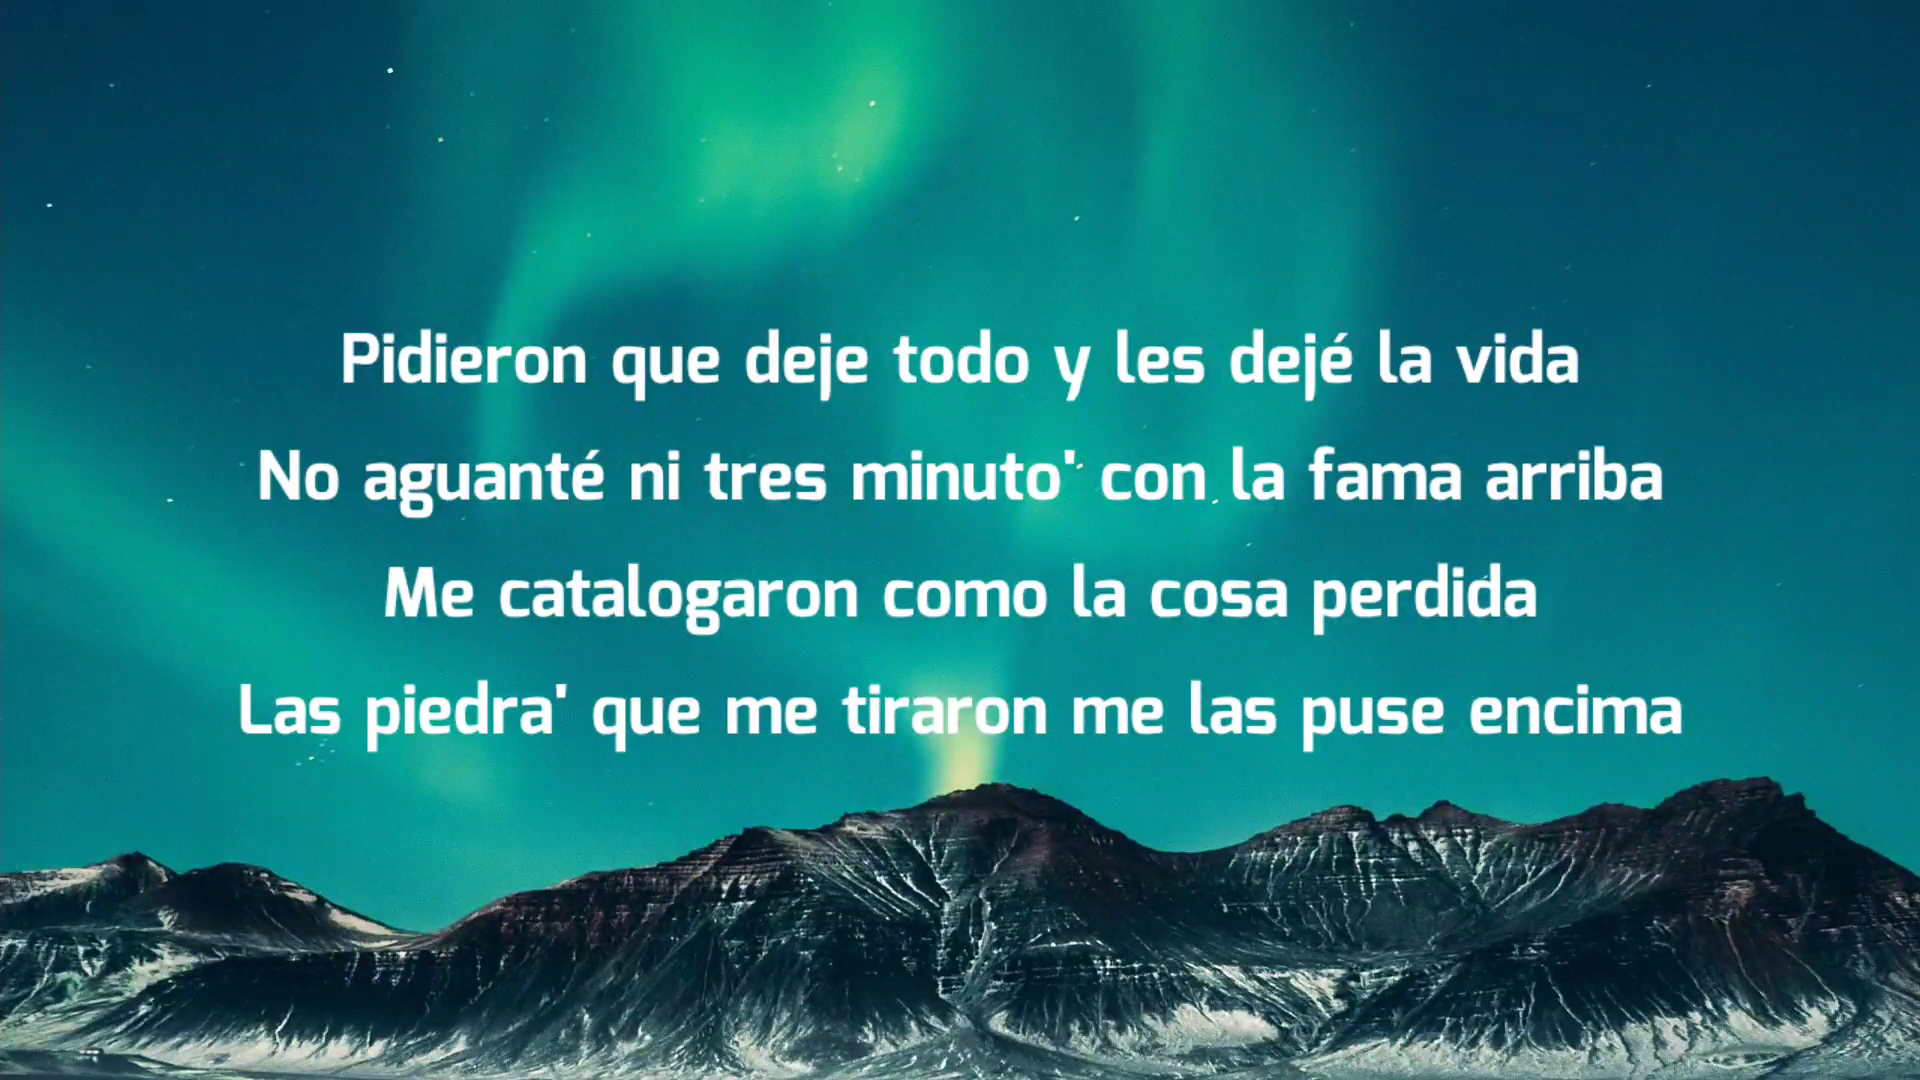 Pidieron que deje todo y les dejé la vida
No aguanté ni tres minuto' con la fama arriba
Me catalogaron como la cosa perdida
Las piedra' que me tiraron me las puse encima